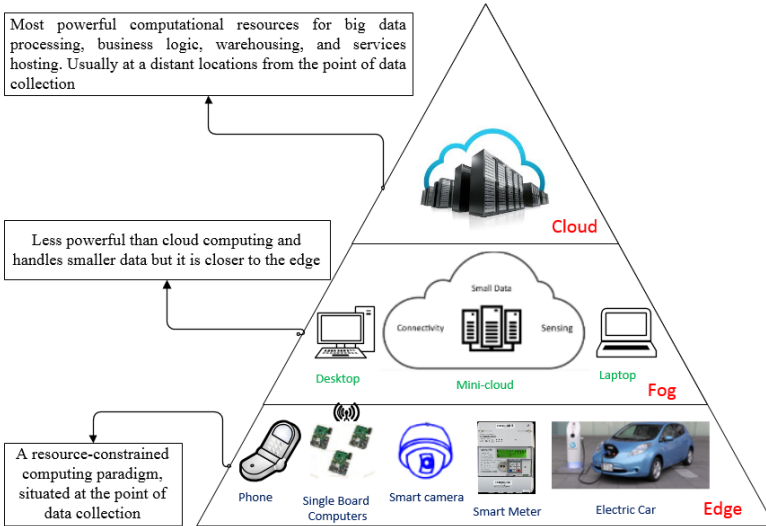 Most powerful computational resources for big data
processing, business logic, warehousing, and services
hosting. Usually at a distant locations from the point of data
collection
Cloud
Less powerful than cloud computing and
handles smaller data but it is closer to the edge
Small Data
Connectivity
Sensing
Desktop
Mini-cloud
Laptop
Fog
A resource-constrained
computing paradigm,
situated at the point of
data collection
Phone
Single Board
Computers
Smart camera
Smart Meter
Electric Car
Edge